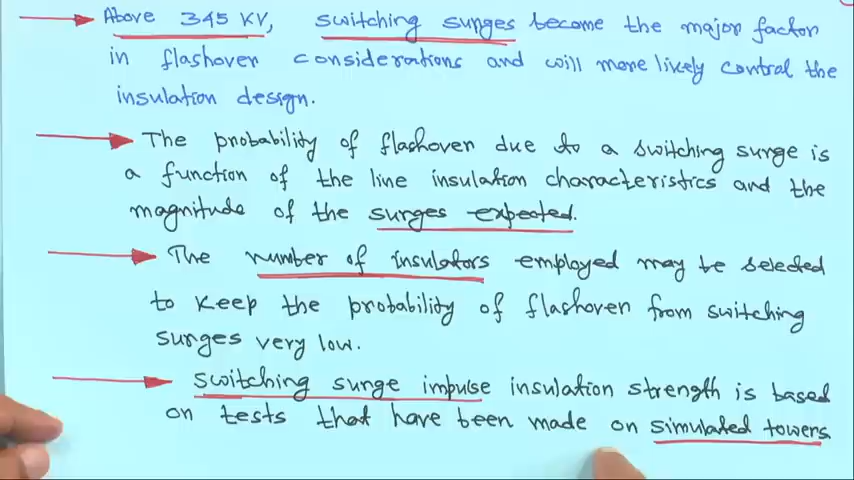 Above 345 KV, switching surges become the major factor
in flashover considerations and will more likely control the
insulation design.
The probability of flashover due to a switching surge is
a function of the line insulation characteristics and the
magnitude of the surges expected.
The number of insulators employed may be selected
to keep the probability of flashover from switching
surges very low.
switching surge impulse insulation strength is based
on tests that have been made on simulated towers